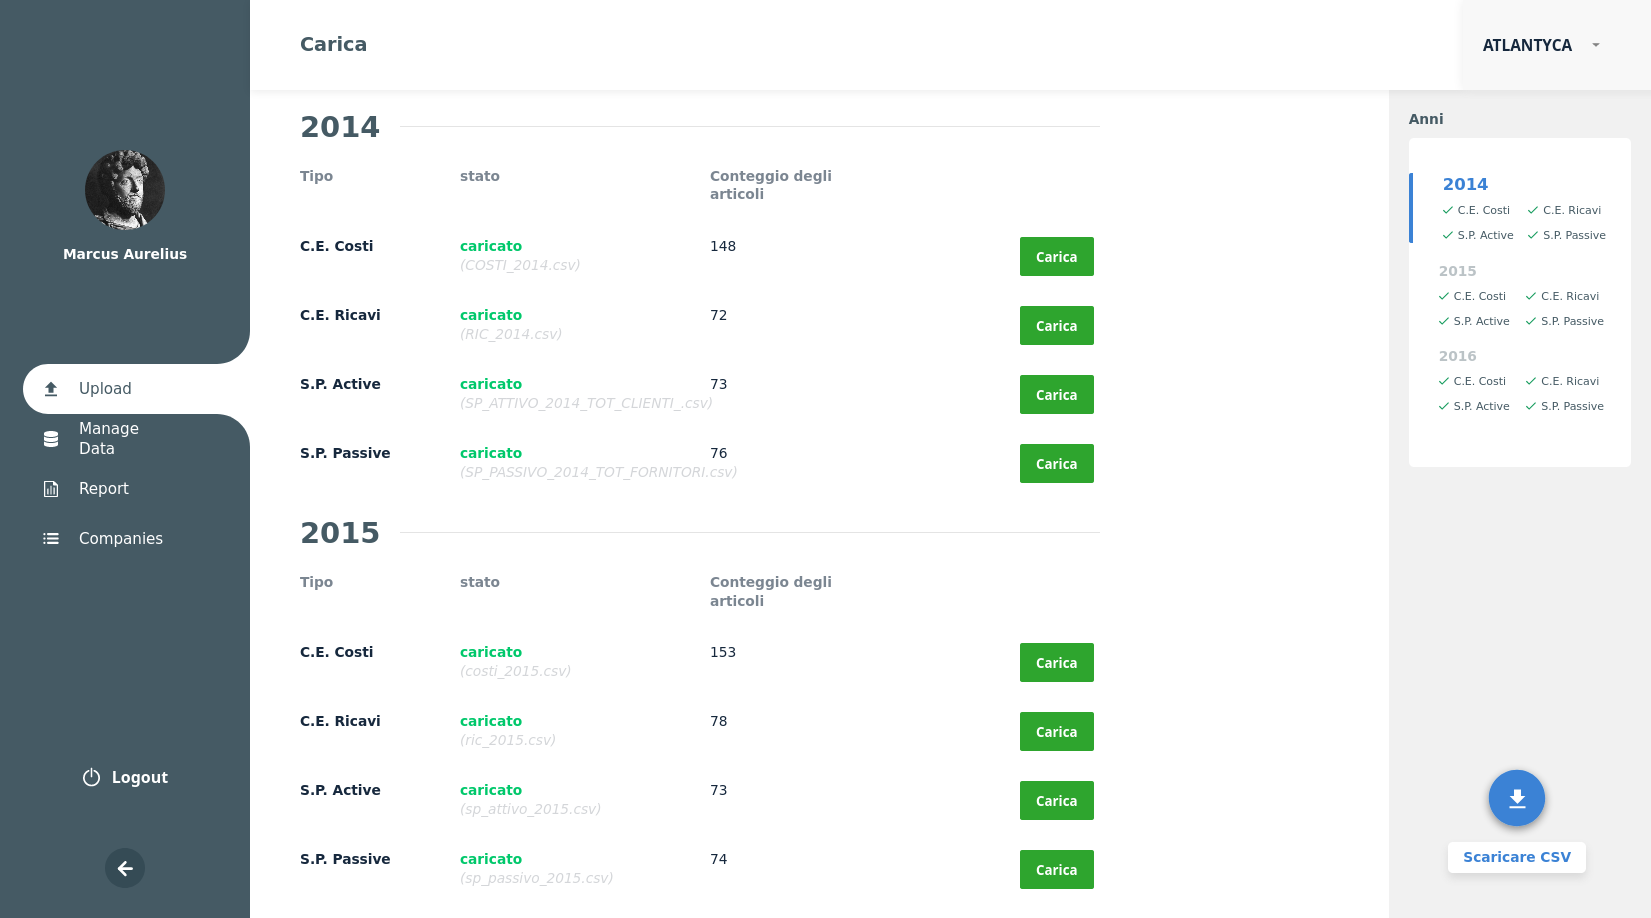 Carica
ATLANTYCA
Marcus Aurelius
Upload
Manage
Data
Report
Companies
Logout
2014
Tipo stato Conteggio degli
articoli
C.E. Costi caricato 148 Carica
(COSTI_2014.csv)
C.E. Ricavi caricato 72 Carica
(RIC_2014.csv)
S.P. Active caricato 73 Carica
(SP_ATTIVO_2014_TOT_CLIENTI_.csv)
S.P. Passive caricato 76 Carica
(SP_PASSIVO_2014_TOT_FORNITORI.csv)
2015
Tipo stato Conteggio degli
articoli
C.E. Costi caricato 153 Carica
(costi_2015.csv)
C.E. Ricavi caricato 78 Carica
(ric_2015.csv)
S.P. Active caricato 73 Carica
(sp_attivo_2015.csv)
S.P. Passive caricato 74 Carica
(sp_passivo_2015.csv)
Anni
2014
C.E. Costi C.E. Ricavi
S.P. Active S.P. Passive
2015
C.E. Costi C.E. Ricavi
S.P. Active S.P. Passive
2016
C.E. Costi C.E. Ricavi
S.P. Active S.P. Passive
Scaricare CSV